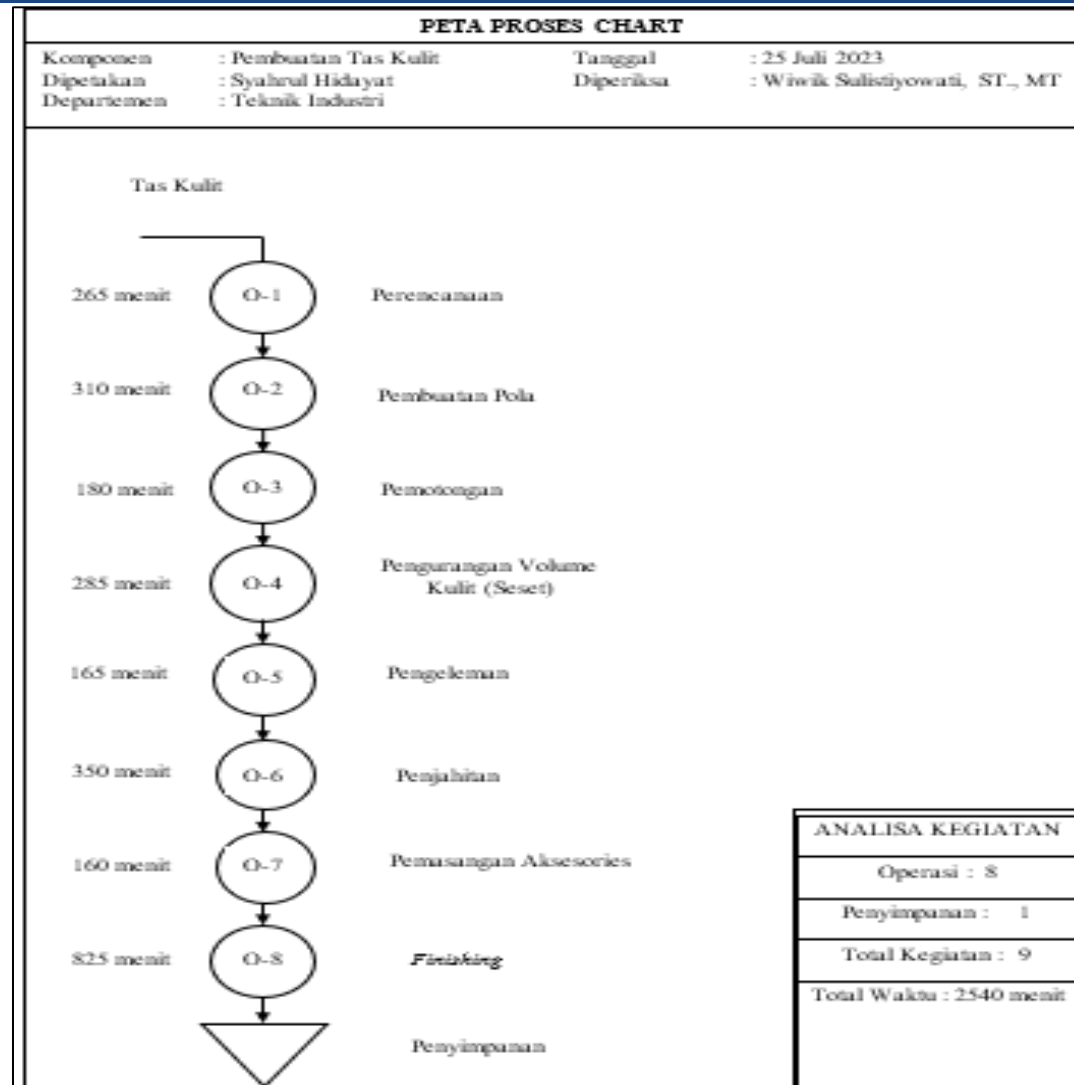 PETA PROSES CHART
Komponen : Pembuatan Tas Kulit Tanggal : 25 Juli 2023
Dipetakan : Syahrul Hidayat Diperiksa : Wiwik Sulistiyowati, ST., MT
Departemen : Teknik Industri
Tas Kulit
265 menit O-1 Perencanaan
310 menit O-2 Pembuatan Pola
180 menit O-3 Pemotongan
285 menit O-4 Pengurangan Volume
Kulit (Seset)
165 menit O-5 Pengeleman
350 menit O-6 Penjahitan
160 menit O-7 Pemasangan Aksesories
825 menit O-8 Finishing
Penyimpanan
ANALISA KEGIATAN
Operasi : 8
Penyimpanan : 1
Total Kegiatan : 9
Total Waktu : 2540 menit